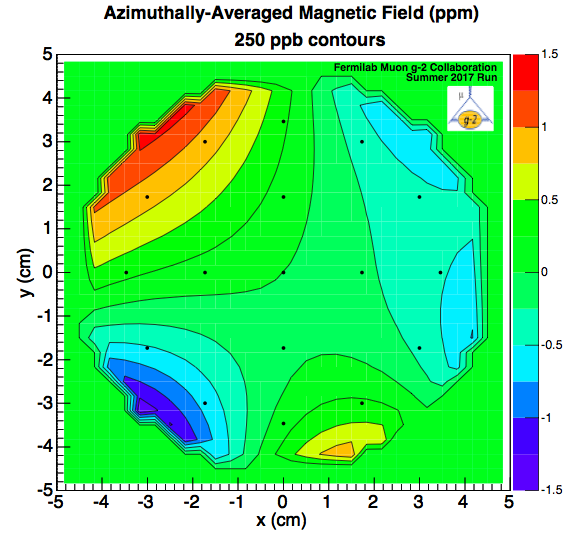 Azimuthally-Averaged Magnetic Field (ppm)
250 ppb contours
Fermilab Muon g-2 Collaboration
Summer 2017 Run
μ
g-2
y (cm)
5
4
3
2
1
0
-1
-2
-3
-4
-5
-5 -4 -3 -2 -1 0 1 2 3 4 5
x (cm)
1.5
1
0.5
0
-0.5
-1
-1.5